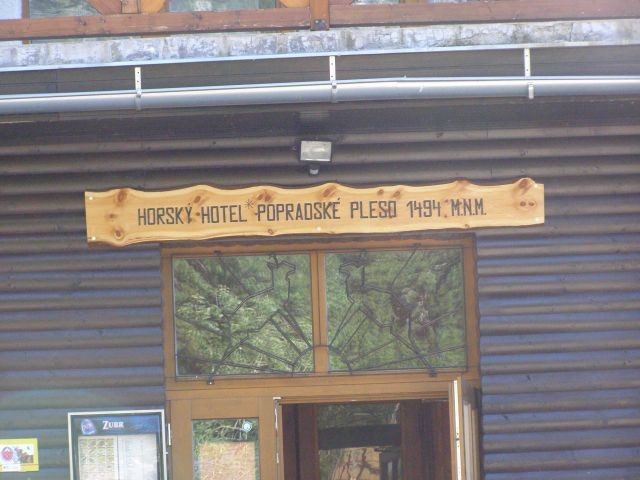 HORSKÝ HOTEL POPRADSKÉ PLESO 1494 M.N.M.
ZUBR